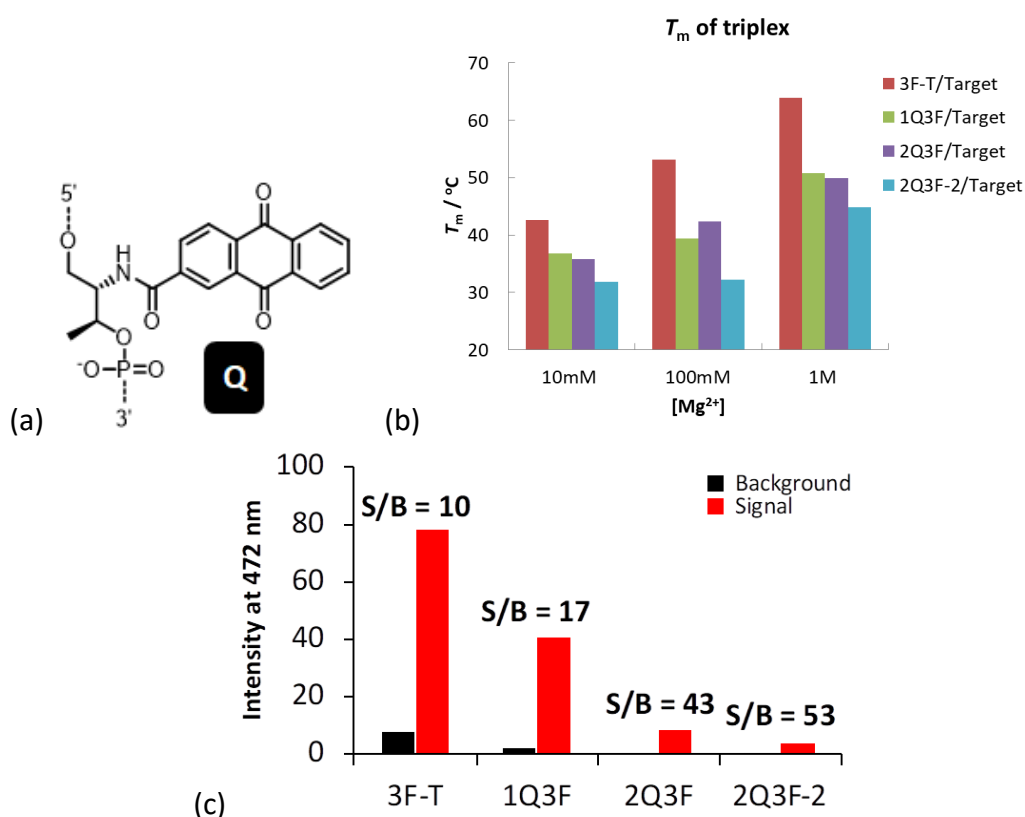 5'
O
H
N
O
O
O
O
⁻O-P=O
3'
Q
(a)
Tm of triplex
70
60
50
40
30
20
Tm / °C
10mM
100mM
1M
[Mg²⁺]
3F-T/Target
1Q3F/Target
2Q3F/Target
2Q3F-2/Target
(b)
100
80
60
40
20
0
Intensity at 472 nm
Background
Signal
S/B = 10
S/B = 17
S/B = 43
S/B = 53
3F-T
1Q3F
2Q3F
2Q3F-2
(c)